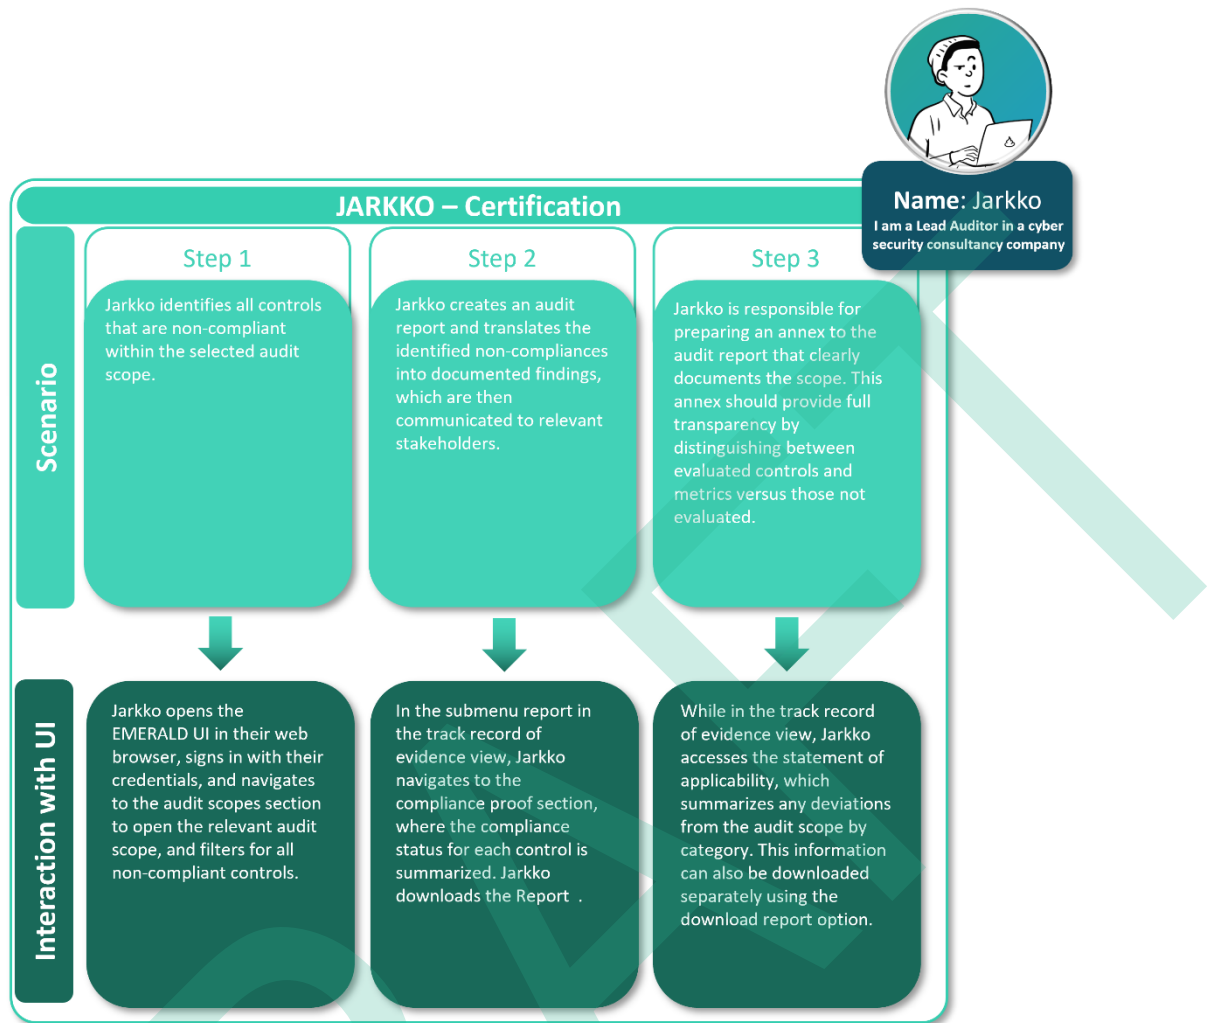 Name: Jarkko
I am a Lead Auditor in a cyber
security consultancy company
JARKKO – Certification
Scenario
Step 1
Jarkko identifies all controls
that are non-compliant
within the selected audit
scope.
Step 2
Jarkko creates an audit
report and translates the
identified non-compliances
into documented findings,
which are then
communicated to relevant
stakeholders.
Step 3
Jarkko is responsible for
preparing an annex to the
audit report that clearly
documents the scope. This
annex should provide full
transparency by
distinguishing between
evaluated controls and
metrics versus those not
evaluated.
Interaction with UI
Jarkko opens the
EMERALD UI in their web
browser, signs in with their
credentials, and navigates
to the audit scopes section
to open the relevant audit
scope, and filters for all
non-compliant controls.
In the submenu report in
the track record of
evidence view, Jarkko
navigates to the
compliance proof section,
where the compliance
status for each control is
summarized. Jarkko
downloads the Report .
While in the track record
of evidence view, Jarkko
accesses the statement of
applicability, which
summarizes any deviations
from the audit scope by
category. This information
can also be downloaded
separately using the
download report option.